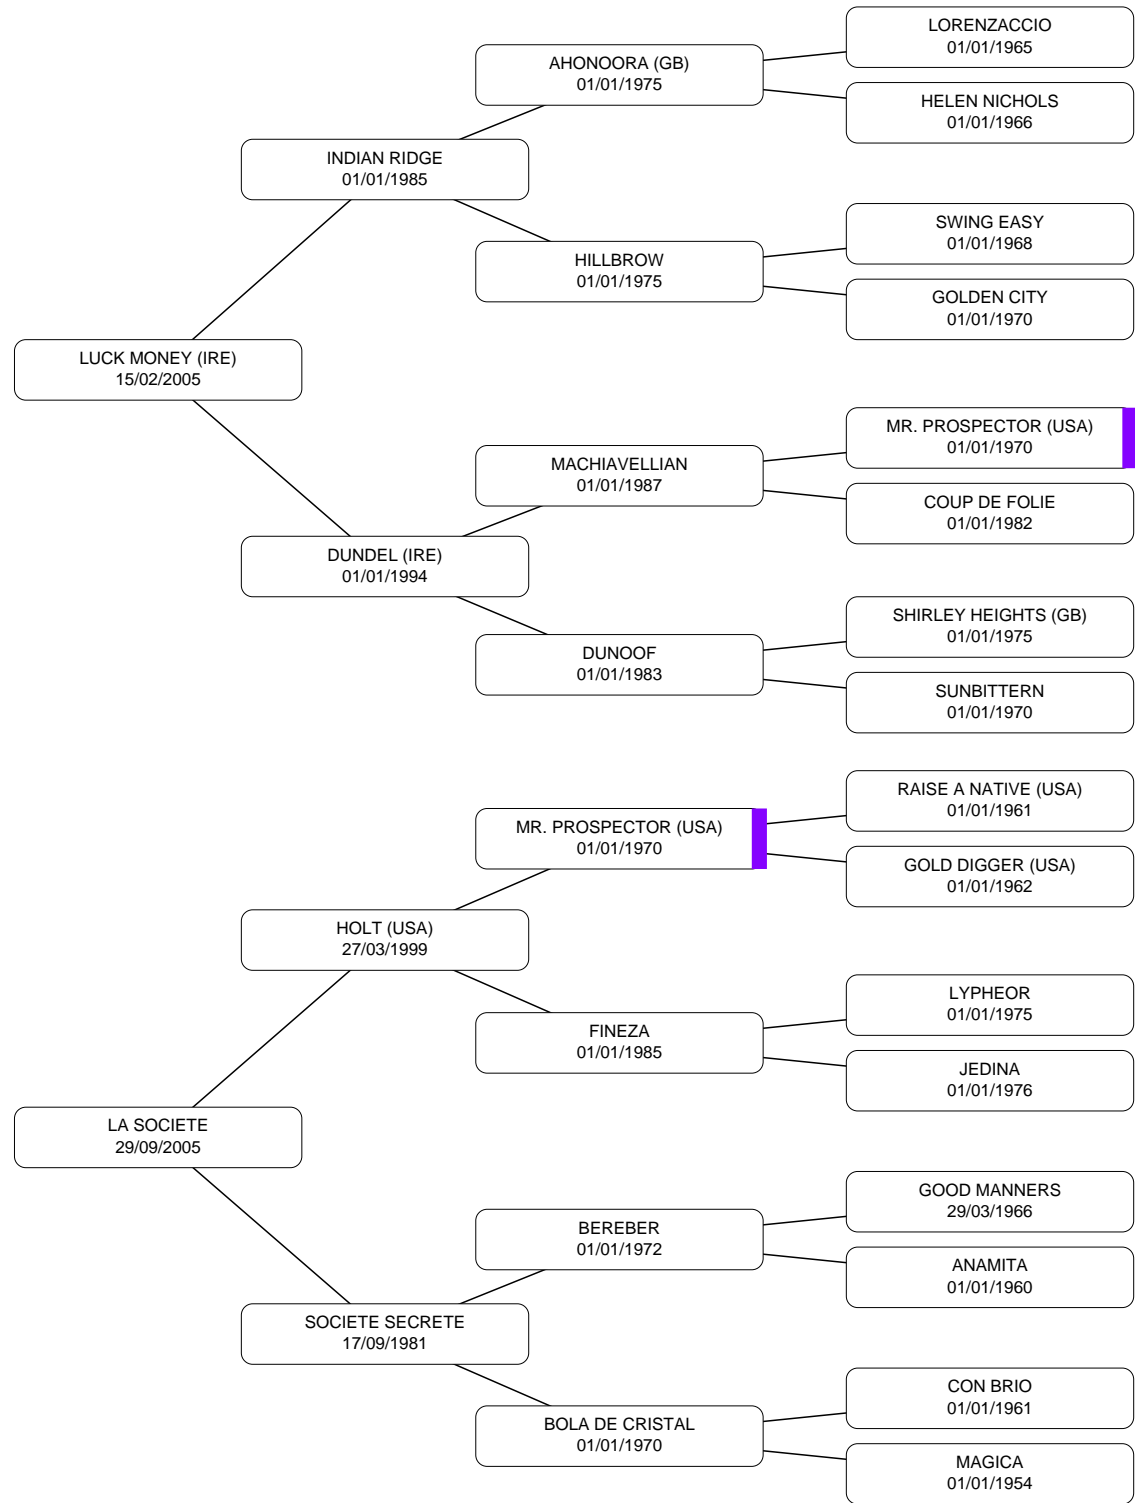 LORENZACCIO
01/01/1965
AHONOORA (GB)
01/01/1975
HELEN NICHOLS
01/01/1966
INDIAN RIDGE
01/01/1985
SWING EASY
01/01/1968
HILLBROW
01/01/1975
GOLDEN CITY
01/01/1970
LUCK MONEY (IRE)
15/02/2005
MR. PROSPECTOR (USA)
01/01/1970
MACHIAVELLIAN
01/01/1987
COUP DE FOLIE
01/01/1982
DUNDEL (IRE)
01/01/1994
SHIRLEY HEIGHTS (GB)
01/01/1975
DUNOOF
01/01/1983
SUNBITTERN
01/01/1970
RAISE A NATIVE (USA)
01/01/1961
MR. PROSPECTOR (USA)
01/01/1970
GOLD DIGGER (USA)
01/01/1962
HOLT (USA)
27/03/1999
LYPHEOR
01/01/1975
FINEZA
01/01/1985
JEDINA
01/01/1976
LA SOCIETE
29/09/2005
GOOD MANNERS
29/03/1966
BEREBER
01/01/1972
ANAMITA
01/01/1960
SOCIETE SECRETE
17/09/1981
CON BRIO
01/01/1961
BOLA DE CRISTAL
01/01/1970
MAGICA
01/01/1954